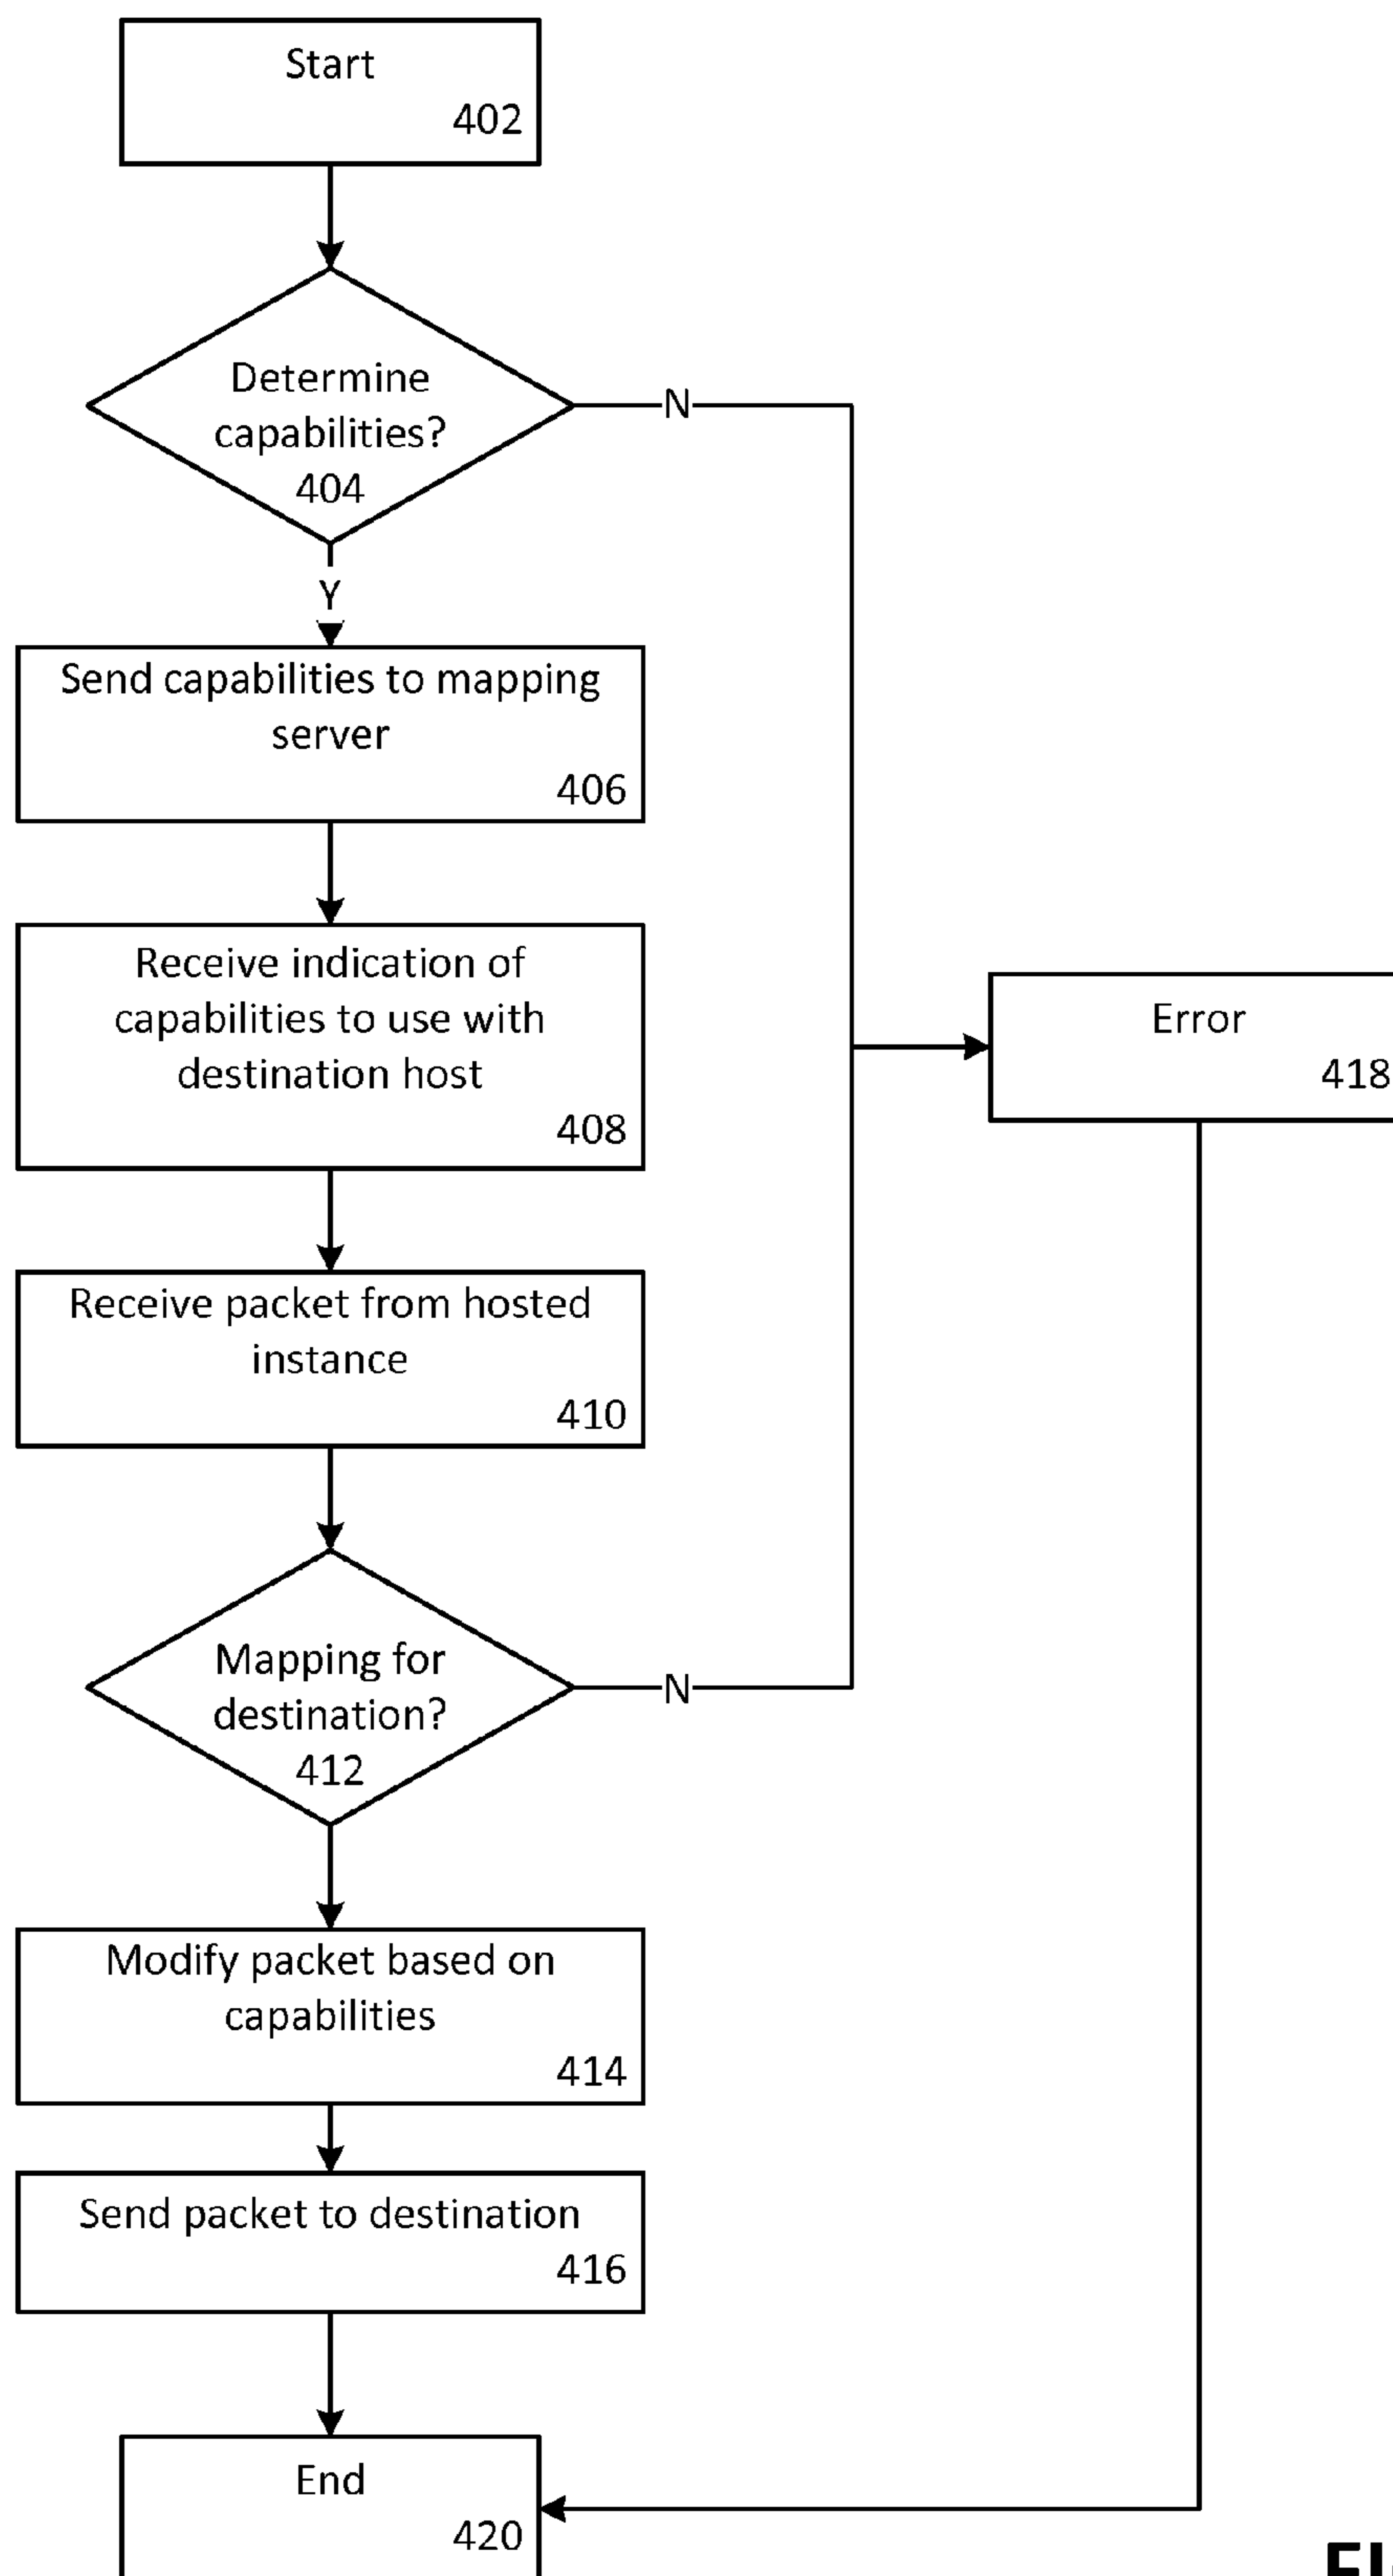 Start
402
Determine
capabilities?
404
N
Y
Send capabilities to mapping
server
406
Receive indication of
capabilities to use with
destination host
408
Error
418
Receive packet from hosted
instance
410
Mapping for
destination?
412
N
Modify packet based on
capabilities
414
Send packet to destination
416
End
420